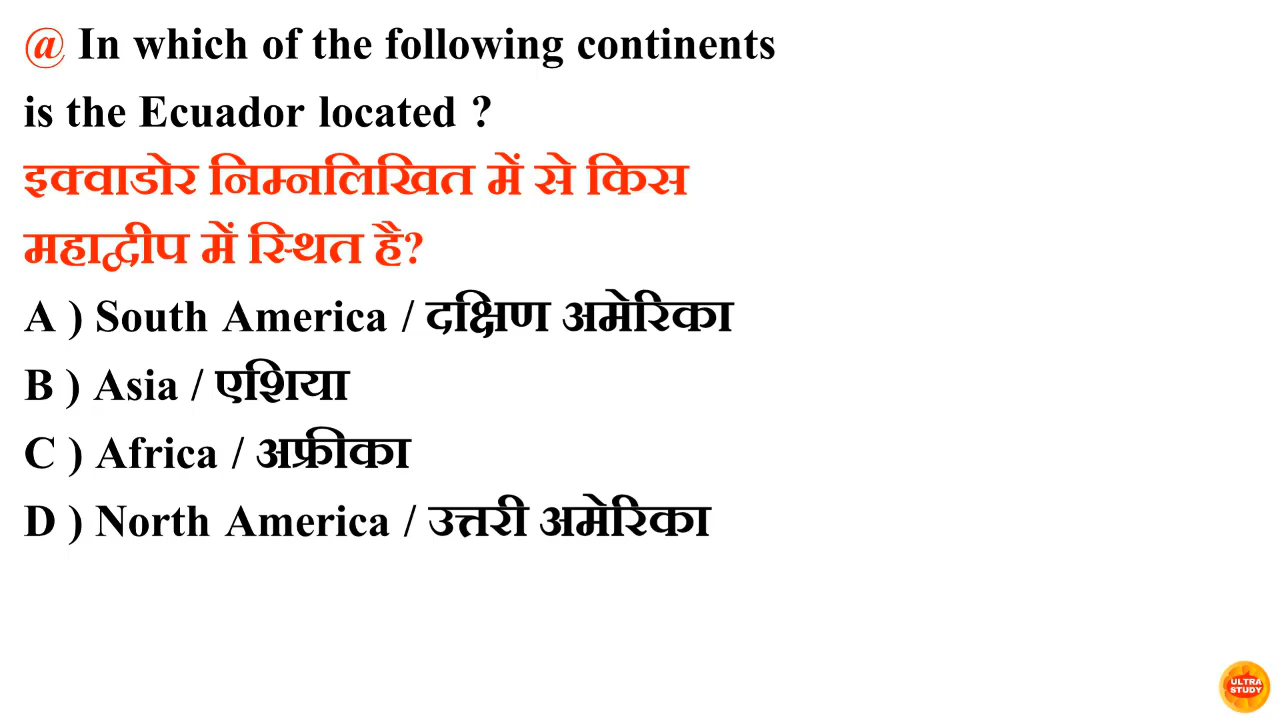 @ In which of the following continents
is the Ecuador located ?
इक्वाडोर निम्नलिखित में से किस
महाद्वीप में स्थित है?
A ) South America / दक्षिण अमेरिका
B ) Asia / एशिया
C ) Africa / अफ्रीका
D ) North America / उत्तरी अमेरिका
ULTRA
STUDY